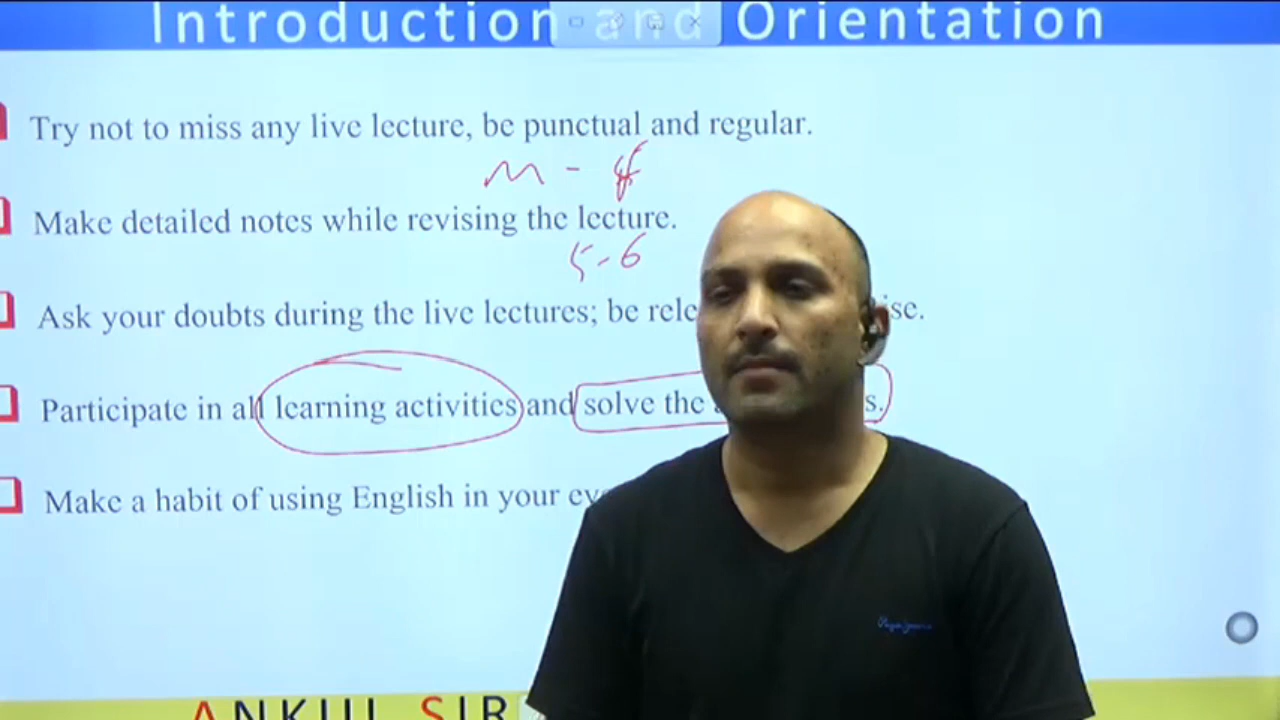 Introduction and Orientation
Try not to miss any live lecture, be punctual and regular.
M - F
Make detailed notes while revising the lecture.
5-6
Ask your doubts during the live lectures; be
Participate in all learning activities and solve the
Make a habit of using English in your
ANKUL SIR